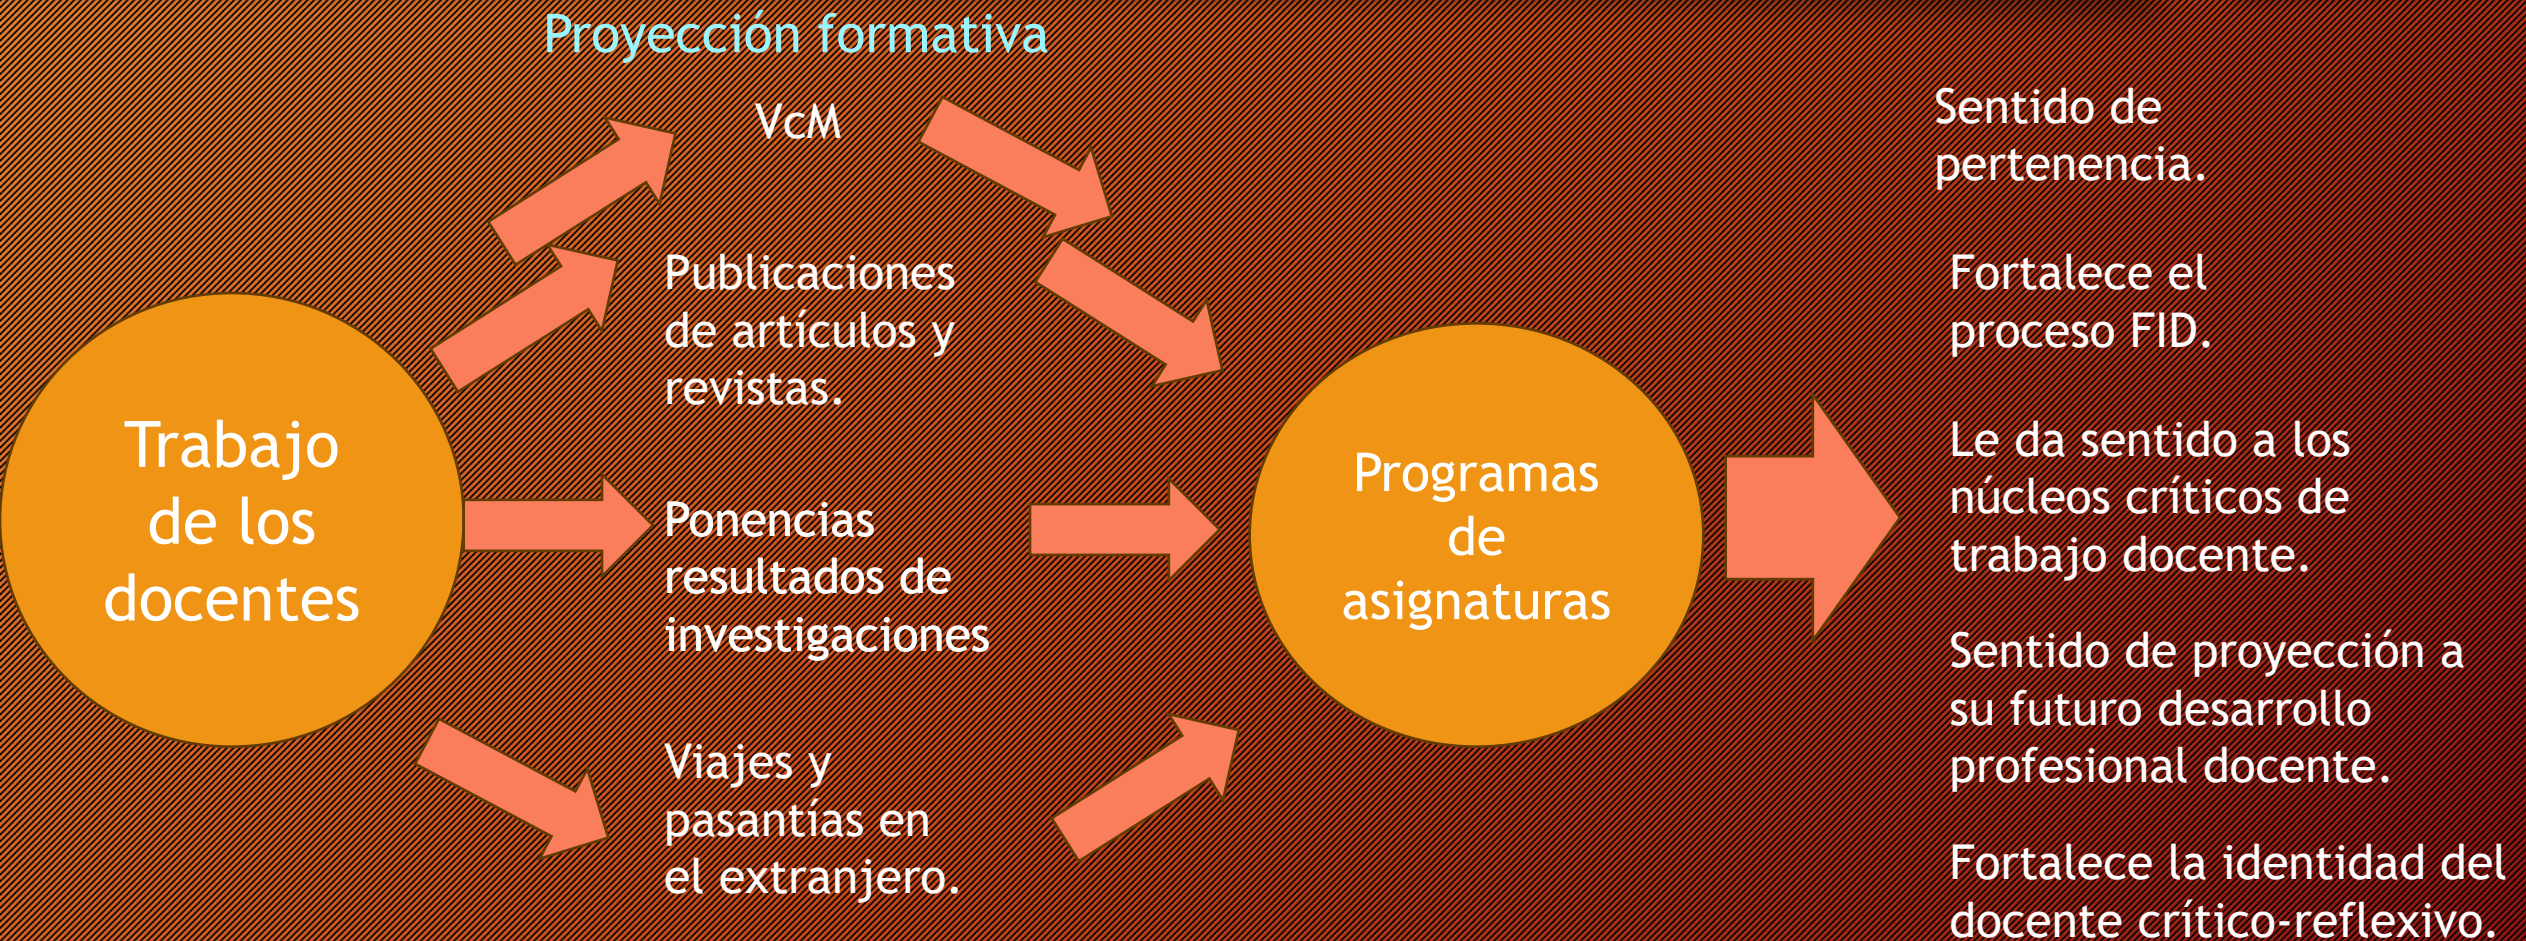 Proyección formativa
VcM
Publicaciones
de artículos y
revistas.
Ponencias
resultados de
investigaciones
Viajes y
pasantías en
el extranjero.
Trabajo
de los
docentes
Programas
de
asignaturas
Sentido de
pertenencia.
Fortalece el
proceso FID.
Le da sentido a los
núcleos críticos de
trabajo docente.
Sentido de proyección a
su futuro desarrollo
profesional docente.
Fortalece la identidad del
docente crítico-reflexivo.